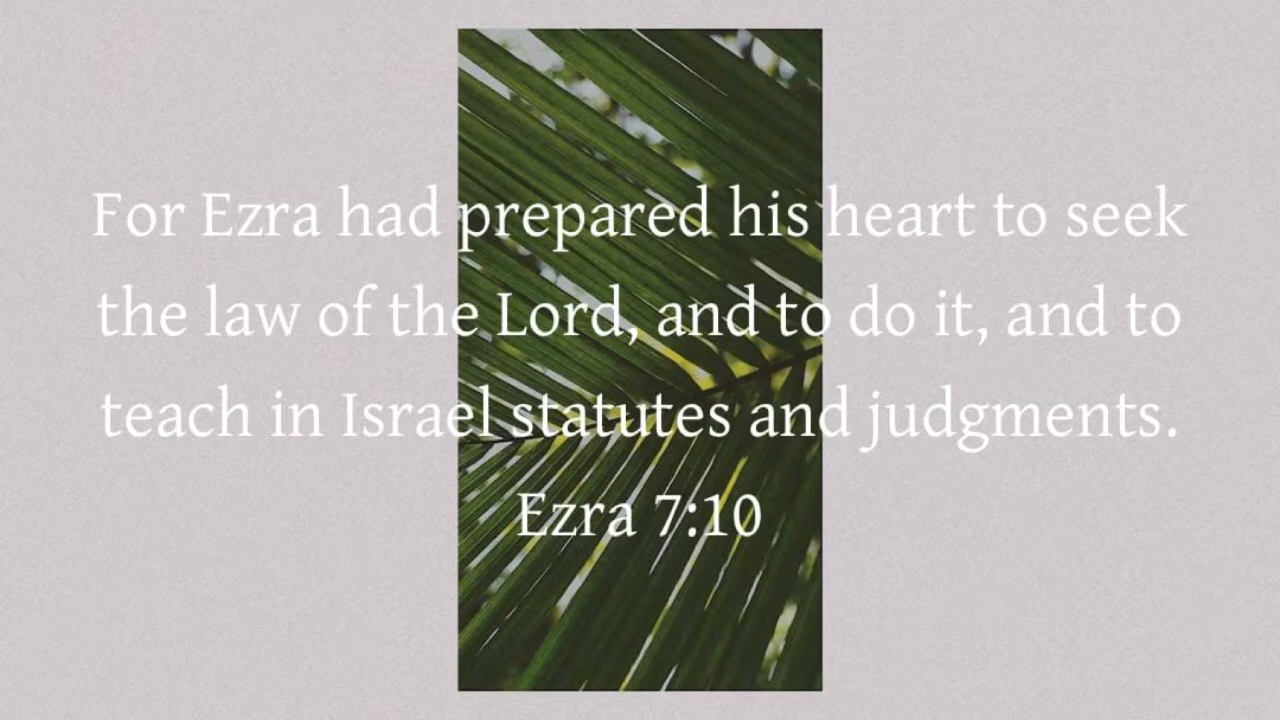 For Ezra had prepared his heart to seek
the law of the Lord, and to do it, and to
teach in Israel statutes and judgments.
Ezra 7:10